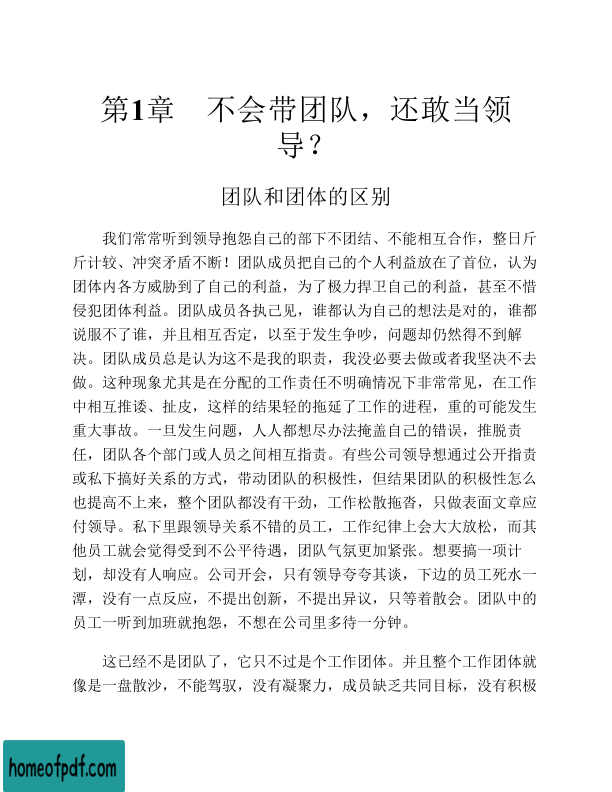 第1章　不会带团队，还敢当领
导？
团队和团体的区别
我们常常听到领导抱怨自己的部下不团结、不能相互合作，整日斤
斤计较、冲突矛盾不断！团队成员把自己的个人利益放在了首位，认为
团体内各方威胁到了自己的利益，为了极力捍卫自己的利益，甚至不惜
侵犯团体利益。团队成员各执己见，谁都认为自己的想法是对的，谁都
说服不了谁，并且相互否定，以至于发生争吵，问题却仍然得不到解
决。团队成员总是认为这不是我的职责，我没必要去做或者我坚决不去
做。这种现象尤其是在分配的工作责任不明确情况下非常常见，在工作
中相互推诿、扯皮，这样的结果轻的拖延了工作的进程，重的可能发生
重大事故。一旦发生问题，人人都想尽办法掩盖自己的错误，推脱责
任，团队各个部门或人员之间相互指责。有些公司领导想通过公开指责
或私下搞好关系的方式，带动团队的积极性，但结果团队的积极性怎么
也提高不上来，整个团队都没有干劲，工作松散拖沓，只做表面文章应
付领导。私下里跟领导关系不错的员工，工作纪律上会大大放松，而其
他员工就会觉得受到不公平待遇，团队气氛更加紧张。想要搞一项计
划，却没有人响应。公司开会，只有领导夸夸其谈，下边的员工死水一
潭，没有一点反应，不提出创新，不提出异议，只等着散会。团队中的
员工一听到加班就抱怨，不想在公司里多待一分钟。
这已经不是团队了，它只不过是个工作团体。并且整个工作团体就
像是一盘散沙，不能驾驭，没有凝聚力，成员缺乏共同目标，没有积极
homeofpdf.com